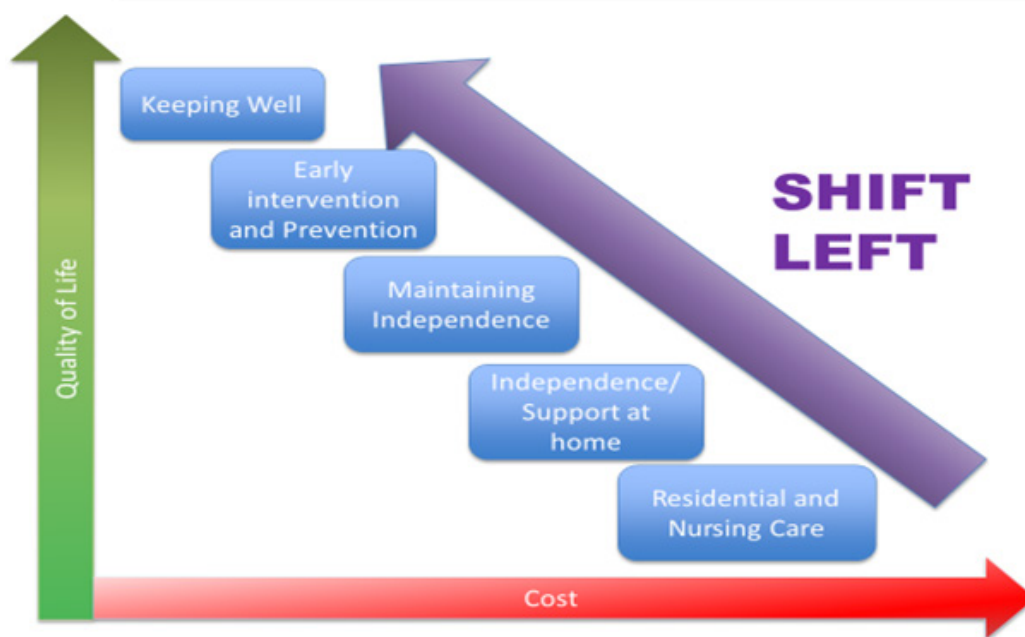 Keeping Well
Early
intervention
and Prevention
SHIFT
LEFT
Maintaining
Independence
Quality of Life
Independence/
Support at
home
Residential and
Nursing Care
Cost